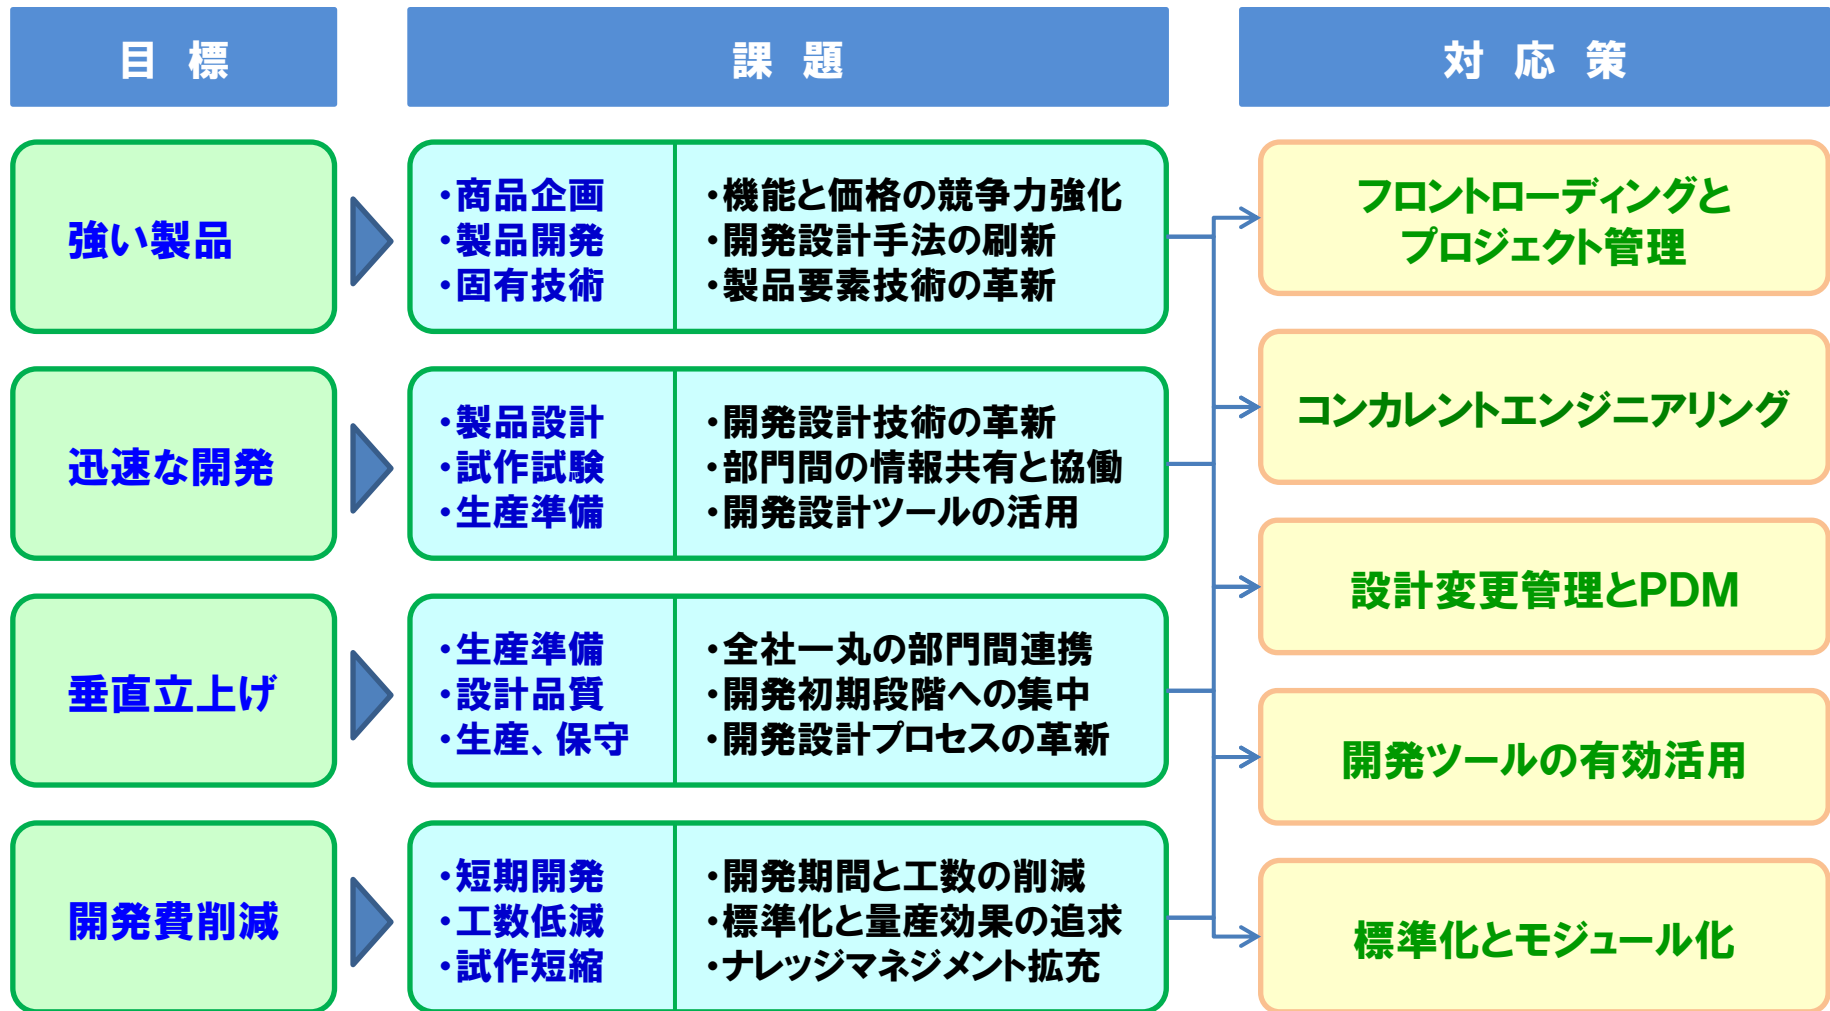 目 標
課 題
対 応 策
強い製品
・商品企画
・製品開発
・固有技術
・機能と価格の競争力強化
・開発設計手法の刷新
・製品要素技術の革新
迅速な開発
・製品設計
・試作試験
・生産準備
・開発設計技術の革新
・部門間の情報共有と協働
・開発設計ツールの活用
垂直立上げ
・生産準備
・設計品質
・生産、保守
・全社一丸の部門間連携
・開発初期段階への集中
・開発設計プロセスの革新
開発費削減
・短期開発
・工数低減
・試作短縮
・開発期間と工数の削減
・標準化と量産効果の追求
・ナレッジマネジメント拡充
フロントローディングと
プロジェクト管理
コンカレントエンジニアリング
設計変更管理とPDM
開発ツールの有効活用
標準化とモジュール化